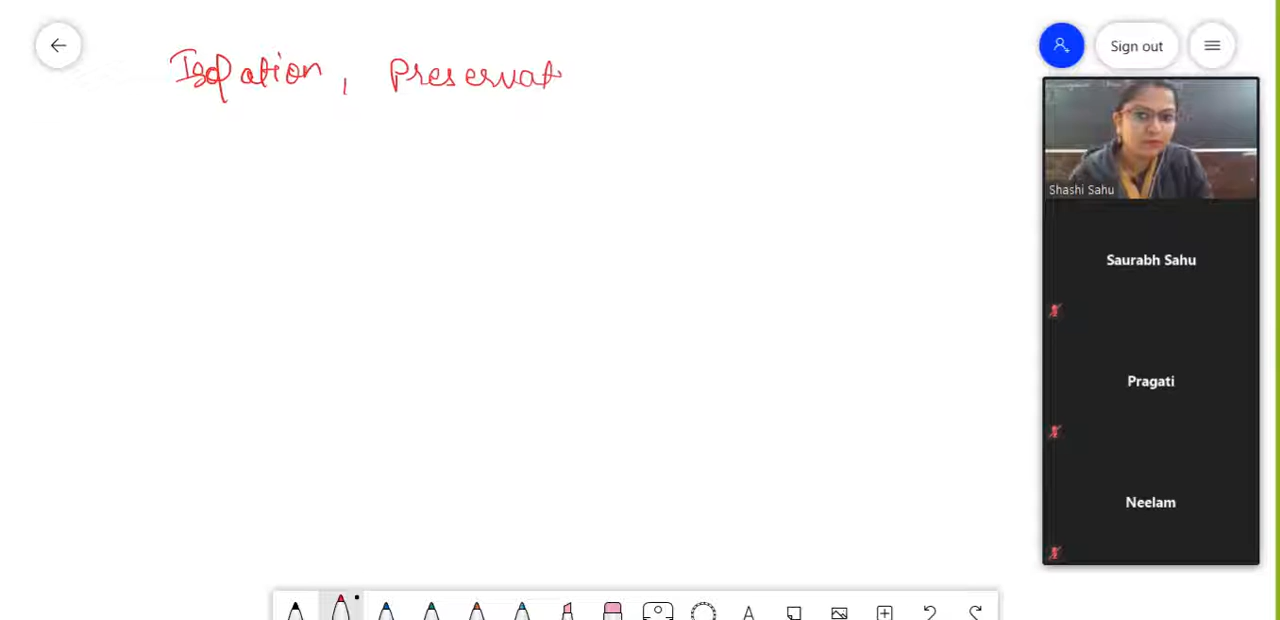 Isolation, Preservat
Sign out
Shashi Sahu
Saurabh Sahu
Pragati
Neelam
A